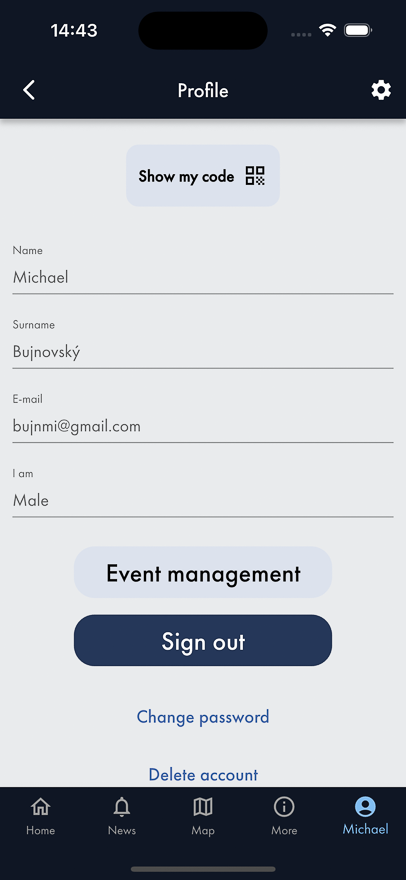 14:43
Profile
Show my code
Name
Michael
Surname
Bujnovský
E-mail
bujnmi@gmail.com
I am
Male
Event management
Sign out
Change password
Delete account
Home News Map More Michael